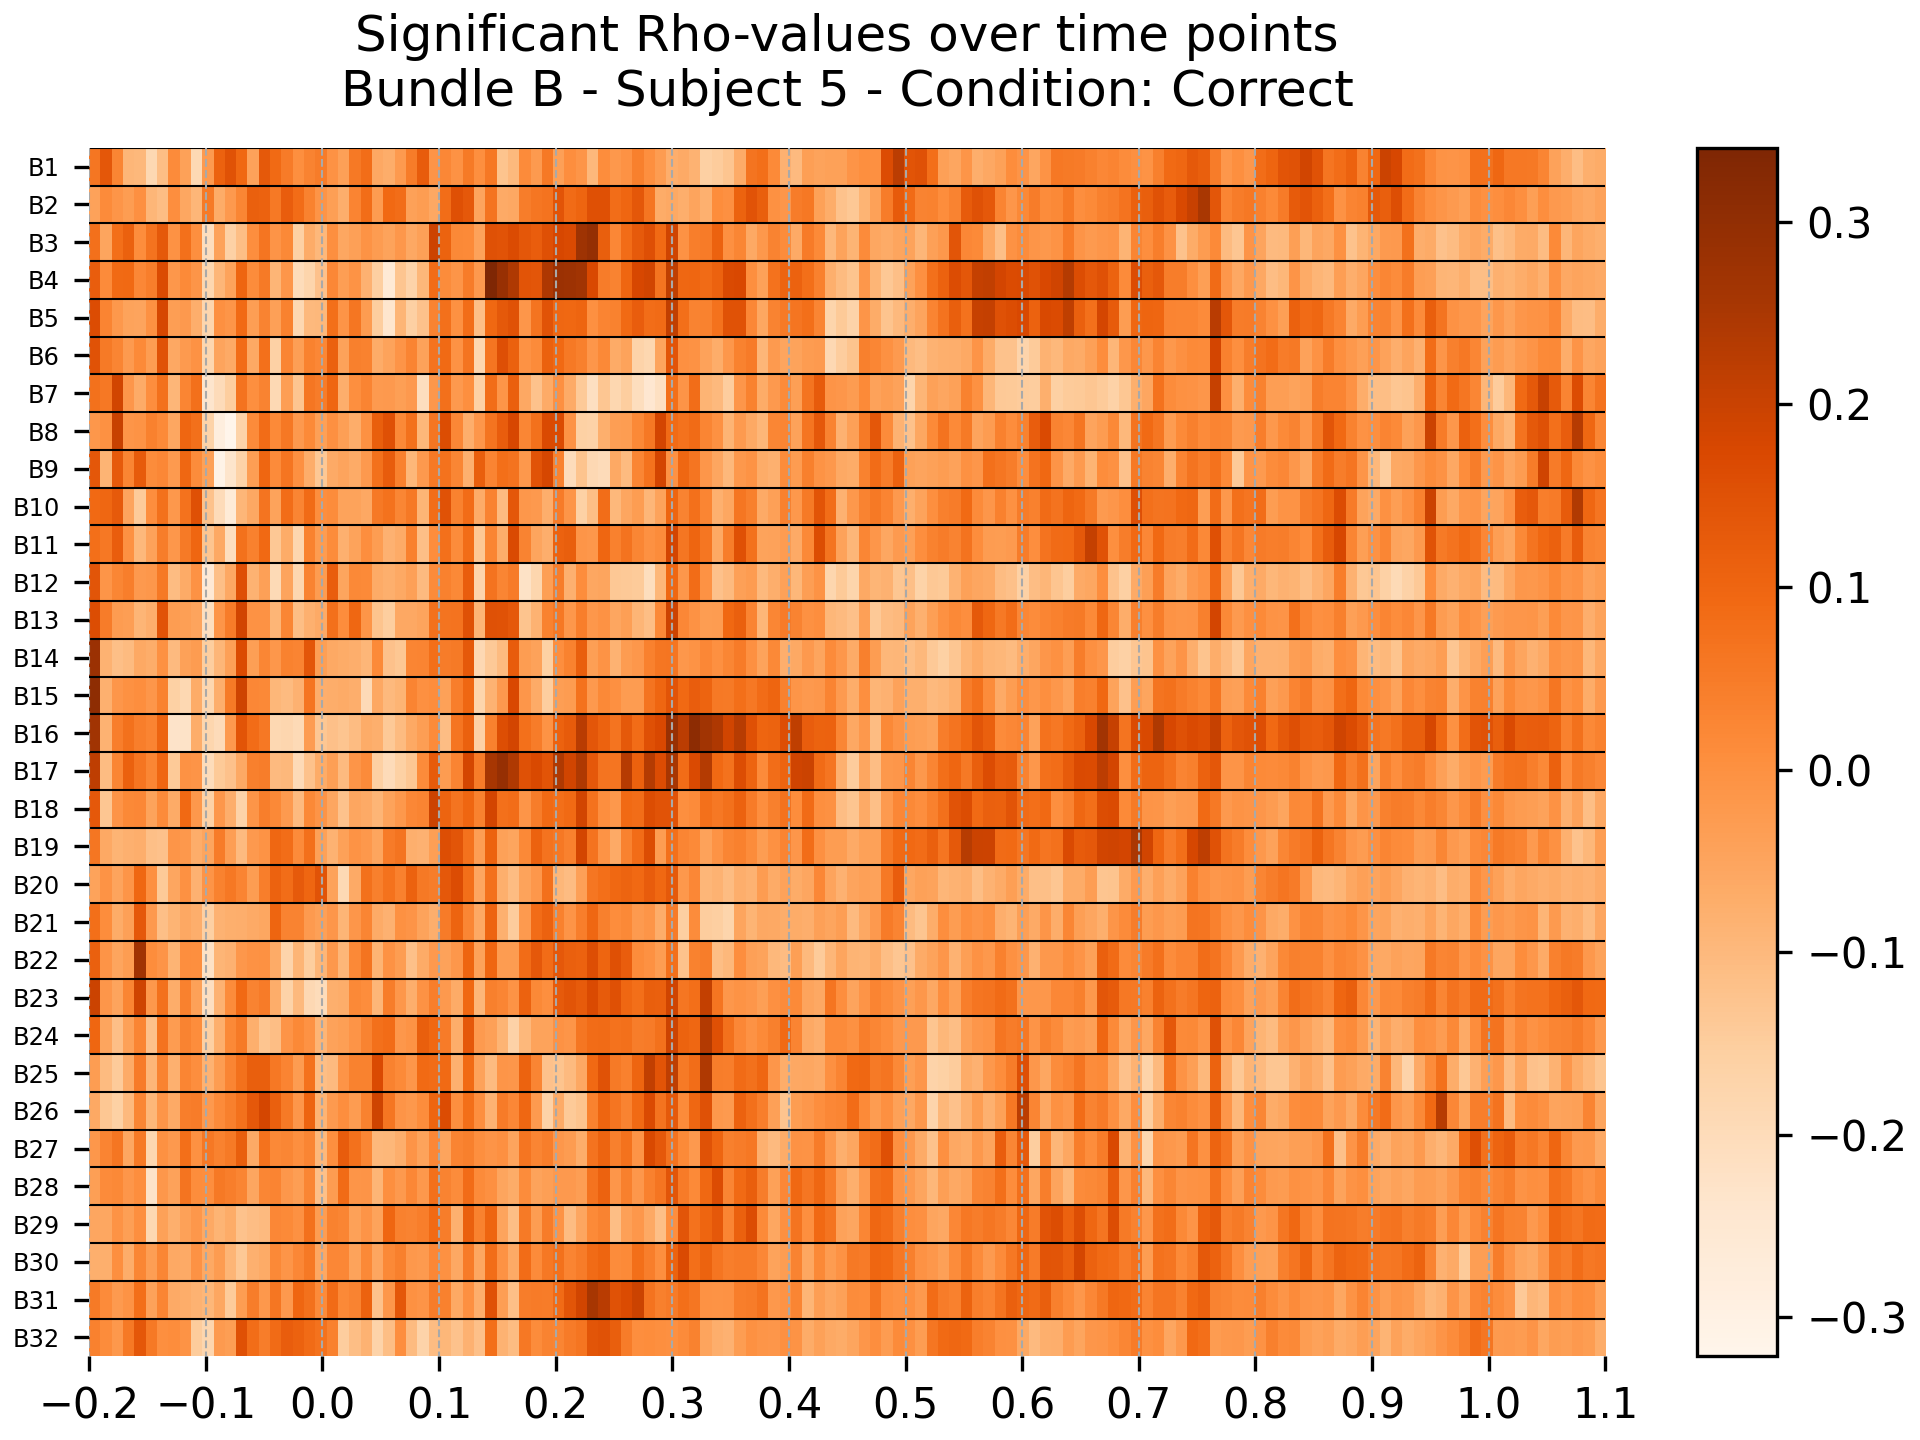 Significant Rho-values over time points
Bundle B - Subject 5 - Condition: Correct
B1
B2
B3
B4
B5
B6
B7
B8
B9
B10
B11
B12
B13
B14
B15
B16
B17
B18
B19
B20
B21
B22
B23
B24
B25
B26
B27
B28
B29
B30
B31
B32
−0.2 −0.1 0.0 0.1 0.2 0.3 0.4 0.5 0.6 0.7 0.8 0.9 1.0 1.1
0.3
0.2
0.1
0.0
−0.1
−0.2
−0.3